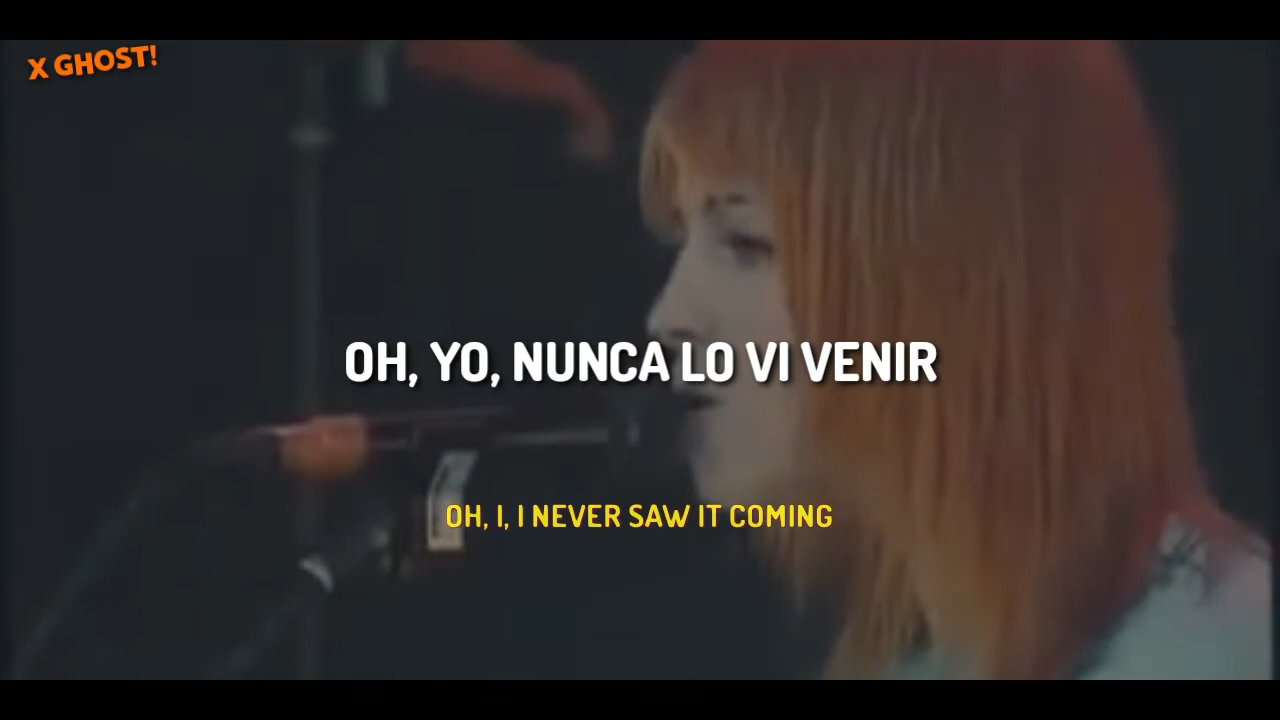 X GHOST!
OH, YO, NUNCA LO VI VENIR
OH, I, I NEVER SAW IT COMING